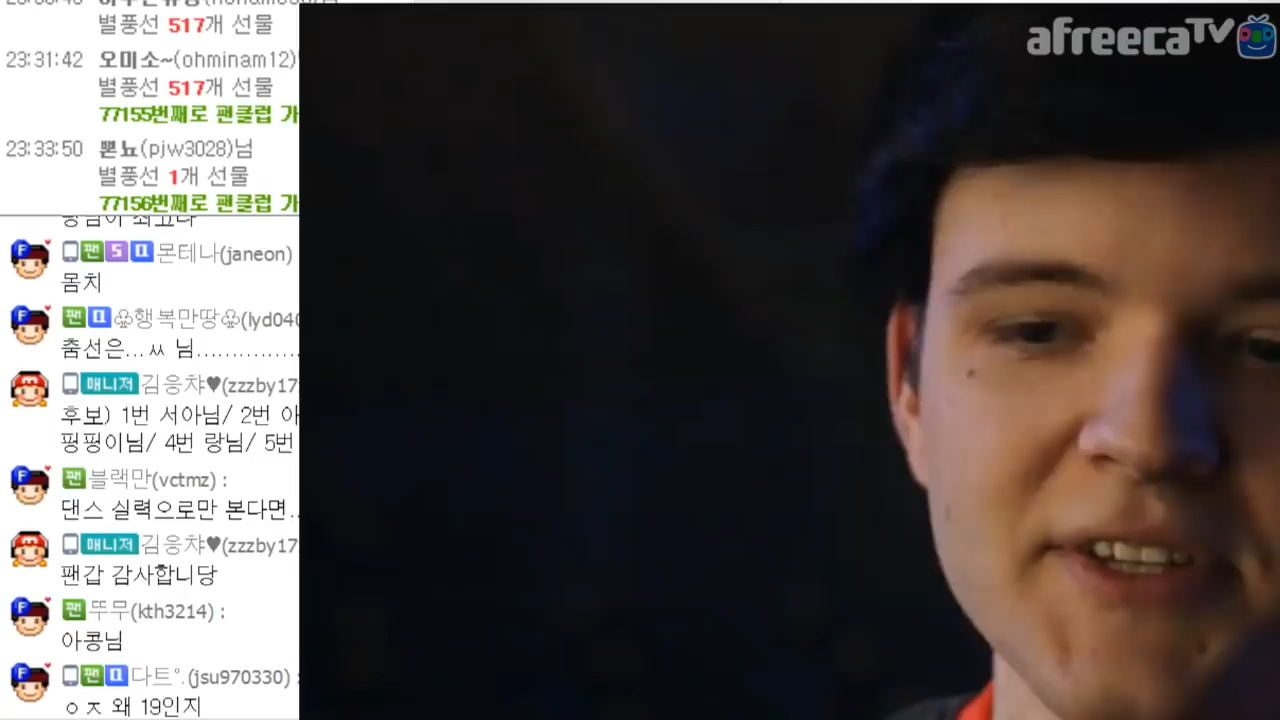 별풍선 517개 선물
23:31:42 오미소~(ohminam12)
별풍선 517개 선물
77155번째로 팬클럽 가
23:33:50 뽄뇨(pjw3028)님
별풍선 1개 선물
77156번째로 팬클럽 가
팬 S 몬테나(janeon)
몸치
팬 ♧행복만땅♧(lyd040
춤선은...ㅆ 님...............
매니저 김응챠♥(zzzby17
후보) 1번 서아님/ 2번 아
핑핑이님/ 4번 랑님/ 5번
팬 블랙만(vctmz) :
댄스 실력으로만 본다면..
매니저 김응챠♥(zzzby17
팬갑 감사합니당
팬 뚜무(kth3214) :
아콩님
팬 다트°.(jsu970330) :
ㅇㅈ 왜 19인지
afreecaTV